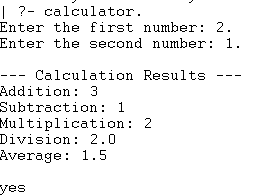 | ?- calculator.
Enter the first number: 2.
Enter the second number: 1.
--- Calculation Results ---
Addition: 3
Subtraction: 1
Multiplication: 2
Division: 2.0
Average: 1.5
yes